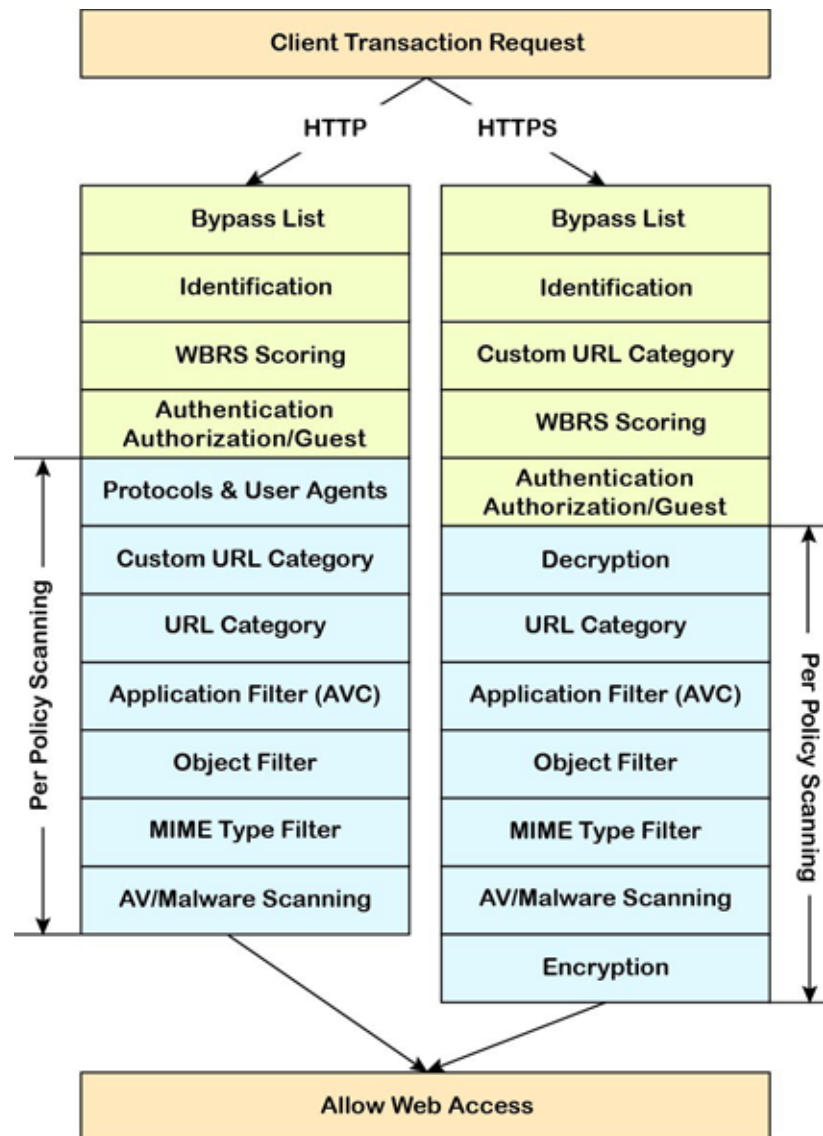 Client Transaction Request
HTTP
HTTPS
Bypass List
Identification
WBRS Scoring
Authentication
Authorization/Guest
Protocols & User Agents
Custom URL Category
URL Category
Application Filter (AVC)
Object Filter
MIME Type Filter
AV/Malware Scanning
Per Policy Scanning
Bypass List
Identification
Custom URL Category
WBRS Scoring
Authentication
Authorization/Guest
Decryption
URL Category
Application Filter (AVC)
Object Filter
MIME Type Filter
AV/Malware Scanning
Encryption
Per Policy Scanning
Allow Web Access